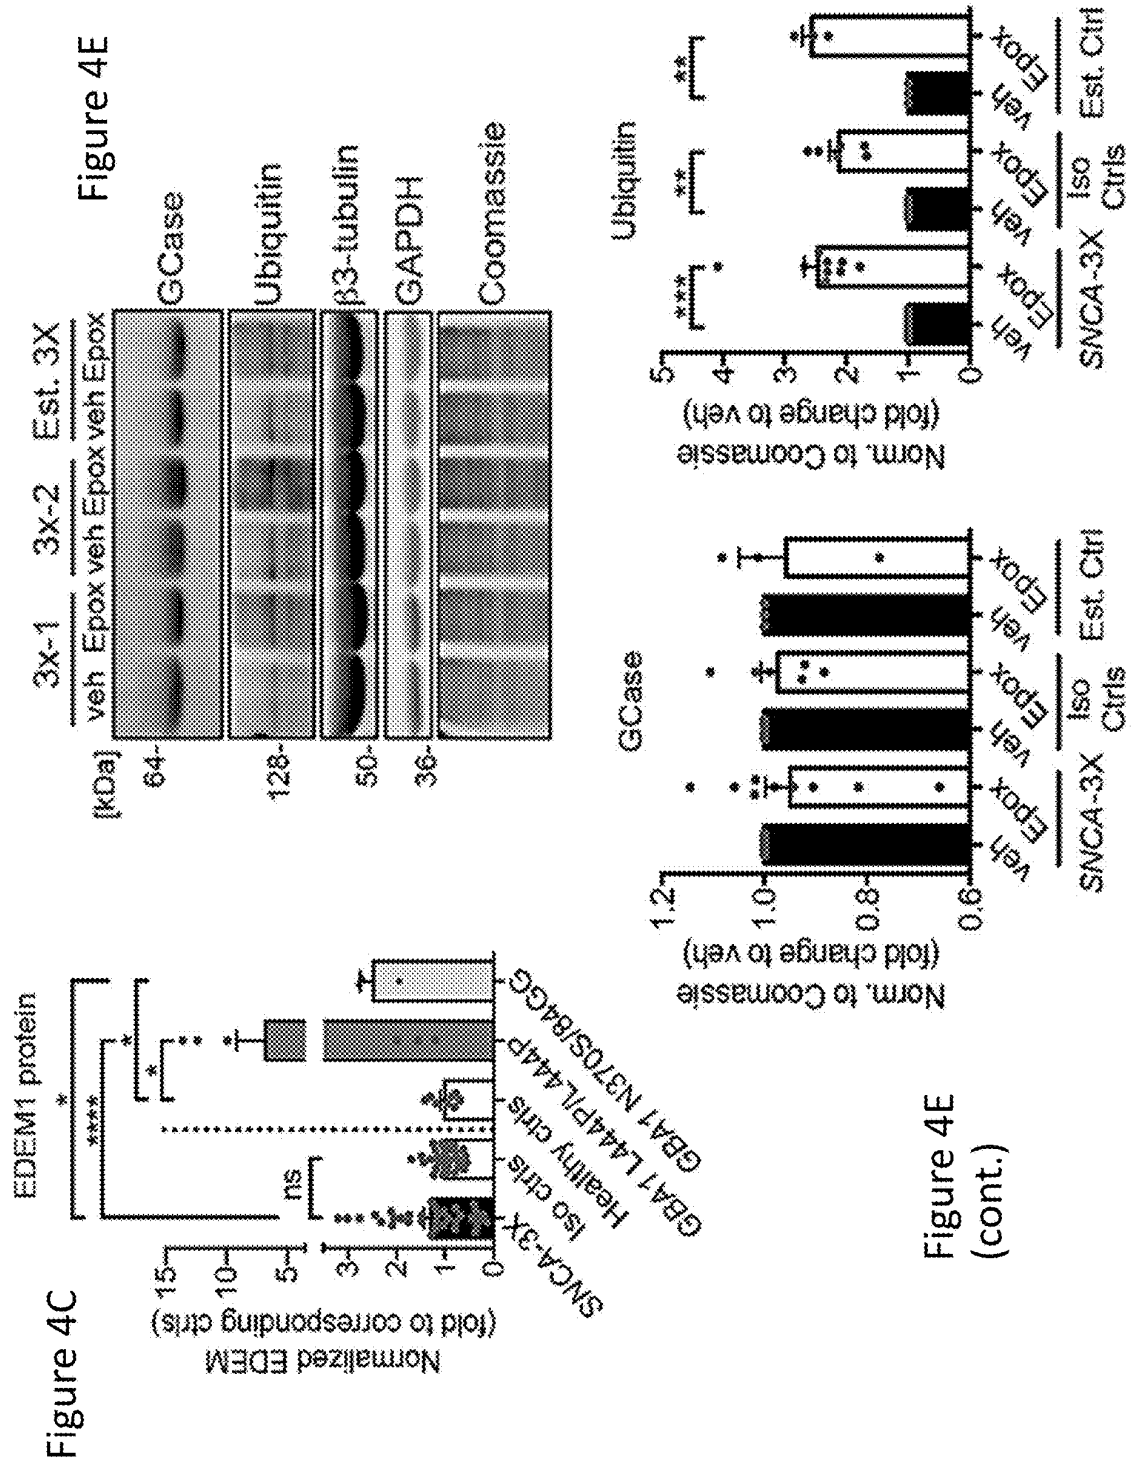 Figure 4C
EDEM1 protein
Normalized EDEM
(fold to corresponding ctrls)
15
10
5
3
2
1
0
ns
****
*
*
*
SNCA-3X
Iso ctrls
Healthy ctrls
GBA1 L444P/L444P
GBA1 N370S/84GG
Figure 4E
3x-1 3x-2 Est. 3X
[kDa] veh Epox veh Epox veh Epox
64- GCase
128- Ubiquitin
50- β3-tubulin
36- GAPDH
Coomassie
Figure 4E
(cont.)
GCase
Norm. to Coomassie
(fold change to veh)
1.2
1.0
0.8
0.6
veh Epox veh Epox veh Epox
SNCA-3X Iso Ctrls Est. Ctrl
Ubiquitin
Norm. to Coomassie
(fold change to veh)
5
4
3
2
1
0
*** ** **
veh Epox veh Epox veh Epox
SNCA-3X Iso Ctrls Est. Ctrl